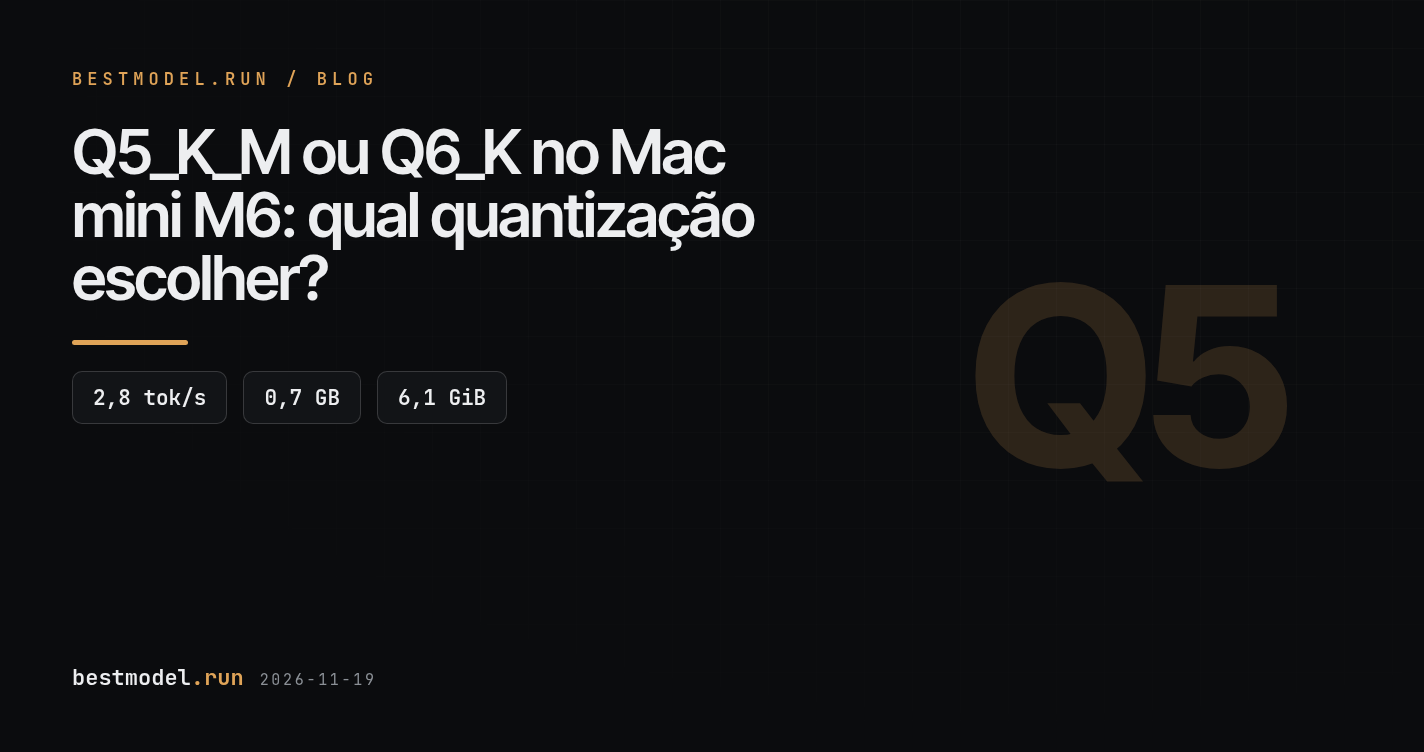 BESTMODEL.RUN / BLOG
Q5_K_M ou Q6_K no Mac
mini M6: qual quantização
escolher?
2,8 tok/s
0,7 GB
6,1 GiB
Q5
bestmodel.run 2026-11-19